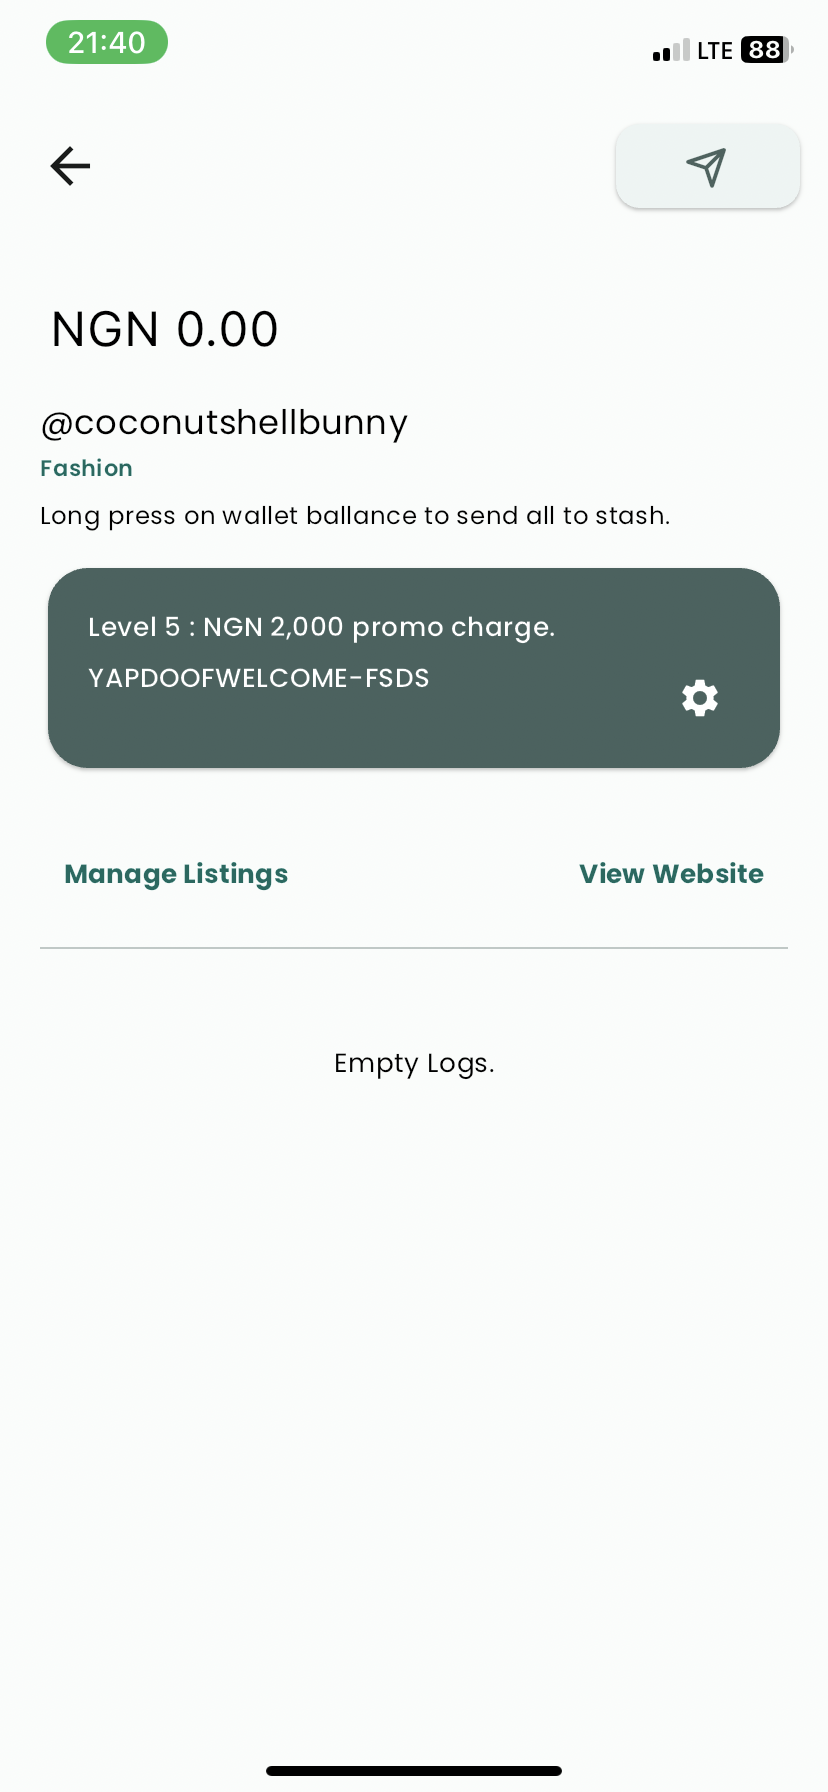 21:40
LTE 88
NGN 0.00
@coconutshellbunny
Fashion
Long press on wallet ballance to send all to stash.
Level 5 : NGN 2,000 promo charge.
YAPDOOFWELCOME-FSDS
Manage Listings
View Website
Empty Logs.